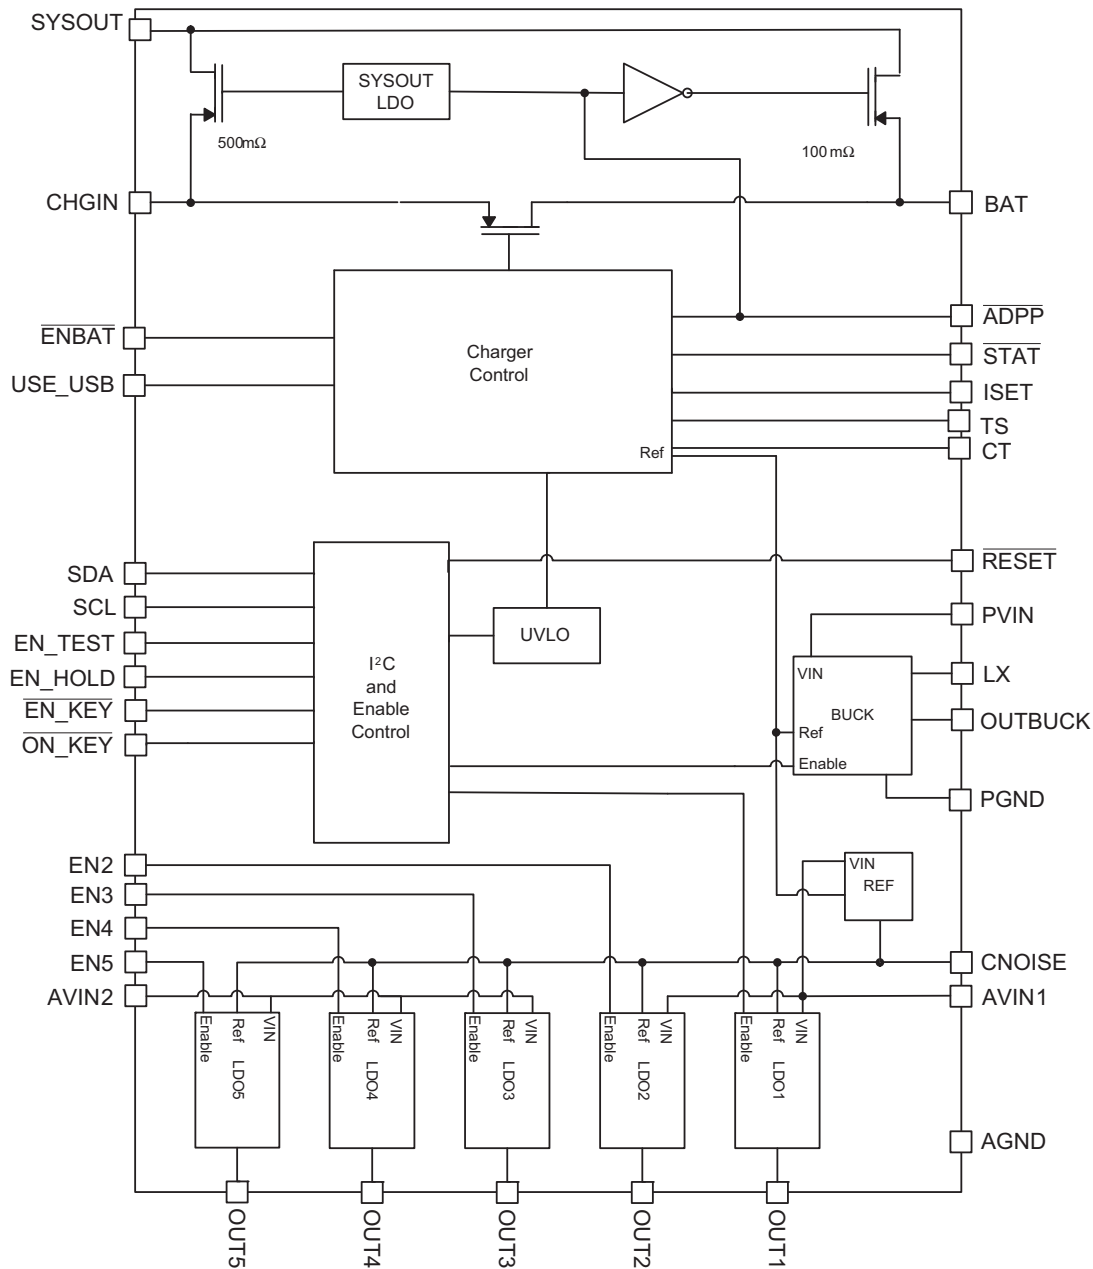 SYSOUT
SYSOUT
LDO
500mΩ
100mΩ
CHGIN
BAT
ENBAT
ADPP
Charger
Control
STAT
USE_USB
ISET
TS
Ref
CT
RESET
SDA
SCL
PVIN
UVLO
EN_TEST
I²C
and
Enable
Control
VIN
LX
EN_HOLD
EN_KEY
BUCK
OUTBUCK
Ref
ON_KEY
Enable
PGND
EN2
VIN
REF
EN3
EN4
EN5
CNOISE
AVIN2
AVIN1
Enable
Ref
VIN
LDO5
Enable
Ref
VIN
LDO4
Enable
Ref
VIN
LDO3
Enable
Ref
VIN
LDO2
Enable
Ref
VIN
LDO1
AGND
OUT5
OUT4
OUT3
OUT2
OUT1